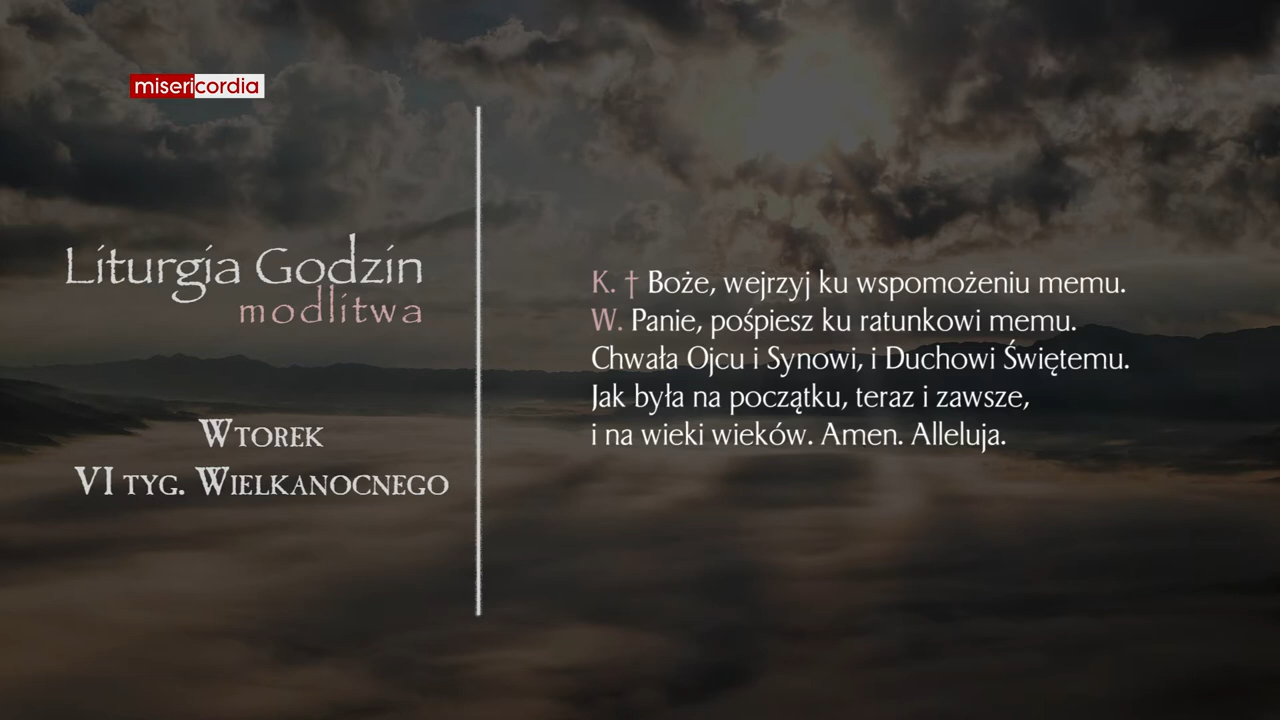 misericordia
Liturgia Godzin
modlitwa
Wtorek
VI tyg. Wielkanocnego
K. † Boże, wejrzyj ku wspomożeniu memu.
W. Panie, pośpiesz ku ratunkowi memu.
Chwała Ojcu i Synowi, i Duchowi Świętemu.
Jak była na początku, teraz i zawsze,
i na wieki wieków. Amen. Alleluja.